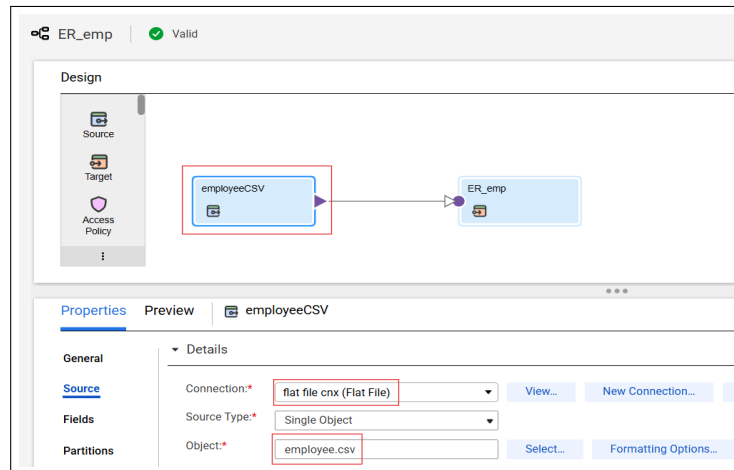 ER_emp Valid
Design
Source
Target
Access
Policy
employeeCSV
ER_emp
Properties Preview employeeCSV
General
Details
Source
Connection:* flat file cnx (Flat File) View... New Connection...
Source Type:* Single Object
Fields
Object:* employee.csv Select... Formatting Options...
Partitions